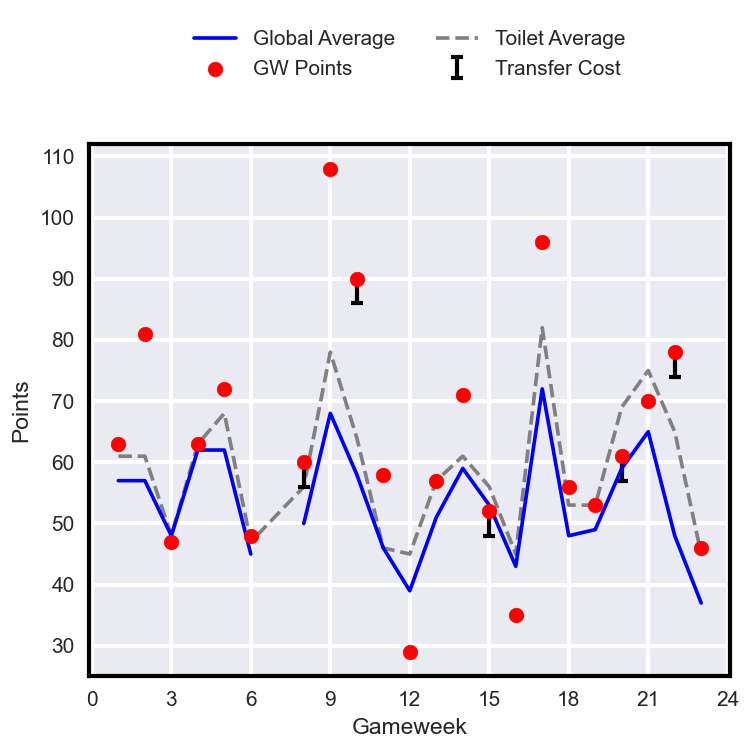 Global Average
Toilet Average
GW Points
Transfer Cost
110
100
90
80
70
60
50
40
30
Points
0 3 6 9 12 15 18 21 24
Gameweek